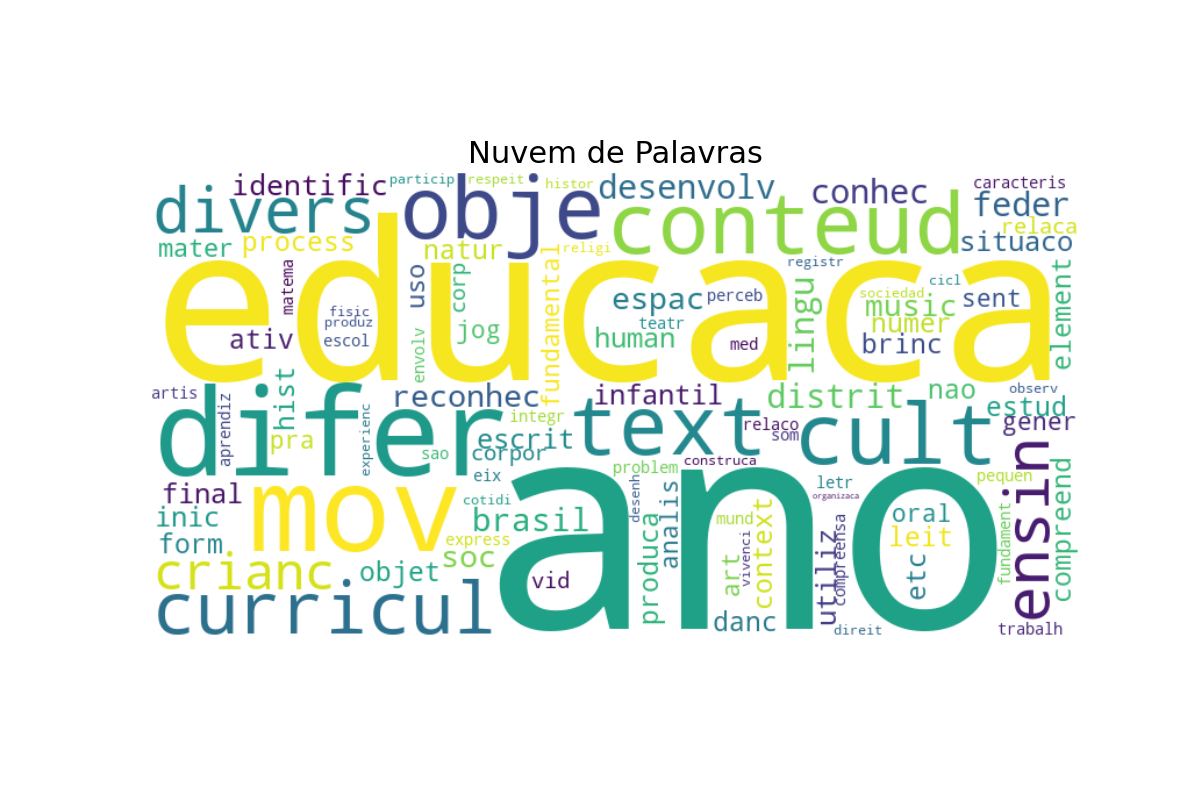 Nuvem de Palavras
identific
particip
respeit
histor
desenvolv
conhec
caracteris
divers
obje
conteud
feder
relaca
mater
process
natur
religi
situaco
educaca
matema
fisic
produz
uso
corp
fundamental
espac
perceb
registr
cicl
sociedad
music
sent
element
ativ
escol
envolv
jog
teatr
human
med
lingu
numer
brinc
artis
difer
aprendiz
hist
pra
experienc
reconhec
integr
infantil
text
distrit
nao
observ
estud
gener
cult
relaco
som
escrit
sao
corpor
eix
problem
construca
ensin
final
mov
cotidi
ano
desenh
letr
organizaca
pequen
inic
form
brasil
express
soc
analis
produca
mund
vivenci
context
art
utiliz
compreensa
oral
leit
etc
fundament
compreend
crianc
objet
vid
curricul
danc
direit
trabalh